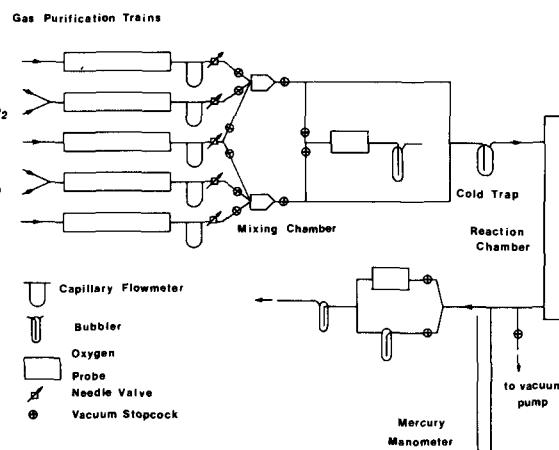 Gas Purification Trains
2
Mixing Chamber
Cold Trap
Reaction
Chamber
Capillary Flowmeter
Bubbler
Oxygen
Probe
Needle Valve
Vacuum Stopcock
to vacuum
pump
Mercury
Manometer